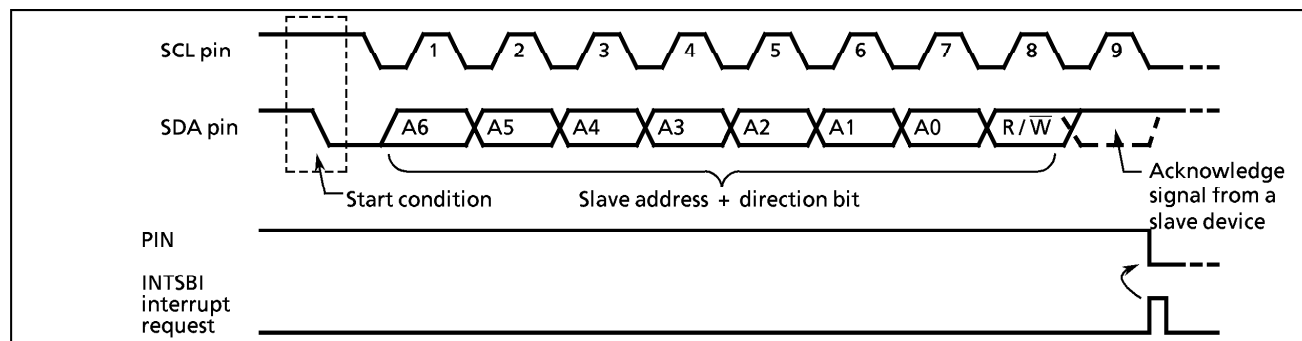 SCL pin
1 2 3 4 5 6 7 8 9
SDA pin
A6 A5 A4 A3 A2 A1 A0 R / W̅
Start condition
Slave address + direction bit
Acknowledge
signal from a
slave device
PIN
INTSBI
interrupt
request